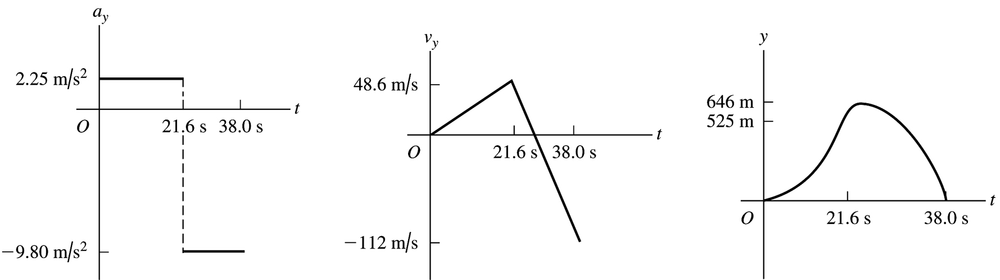 a_y
2.25 m/s²
t
O
21.6 s
38.0 s
−9.80 m/s²
v_y
48.6 m/s
t
O
21.6 s
38.0 s
−112 m/s
y
646 m
525 m
t
O
21.6 s
38.0 s